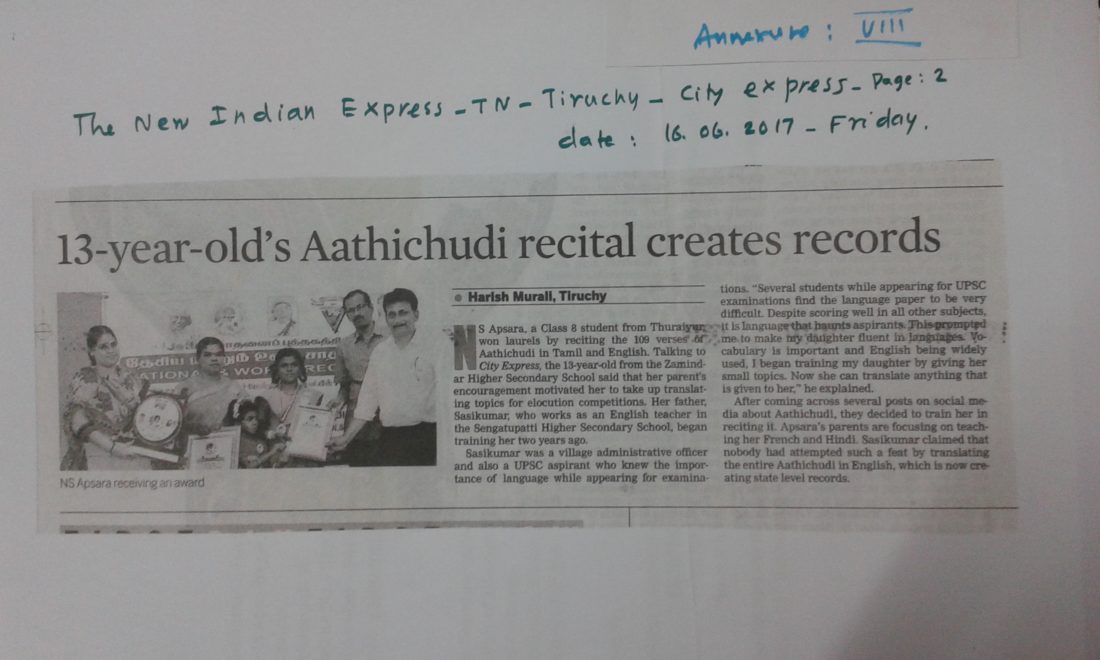 Annexure : VIII
The New Indian Express - TN - Tiruchy - City express - Page : 2
date : 16. 06. 2017 - Friday.
13-year-old's Aathichudi recital creates records
தேசிய
NATIONAL & WO
NS Apsara receiving an award
Harish Murali, Tiruchy
NS Apsara, a Class 8 student from Thuraiyur,
won laurels by reciting the 109 verses of
Aathichudi in Tamil and English. Talking to
City Express, the 13-year-old from the Zamind-
ar Higher Secondary School said that her parent's
encouragement motivated her to take up translat-
ing topics for elocution competitions. Her father,
Sasikumar, who works as an English teacher in
the Sengatupatti Higher Secondary School, began
training her two years ago.
Sasikumar was a village administrative officer
and also a UPSC aspirant who knew the impor-
tance of language while appearing for examina-
tions. “Several students while appearing for UPSC
examinations find the language paper to be very
difficult. Despite scoring well in all other subjects,
it is language that haunts aspirants. This prompted
me to make my daughter fluent in languages. Vo-
cabulary is important and English being widely
used, I began training my daughter by giving her
small topics. Now she can translate anything that
is given to her,” he explained.
After coming across several posts on social me-
dia about Aathichudi, they decided to train her in
reciting it. Apsara's parents are focusing on teach-
ing her French and Hindi. Sasikumar claimed that
nobody had attempted such a feat by translating
the entire Aathichudi in English, which is now cre-
ating state level records.